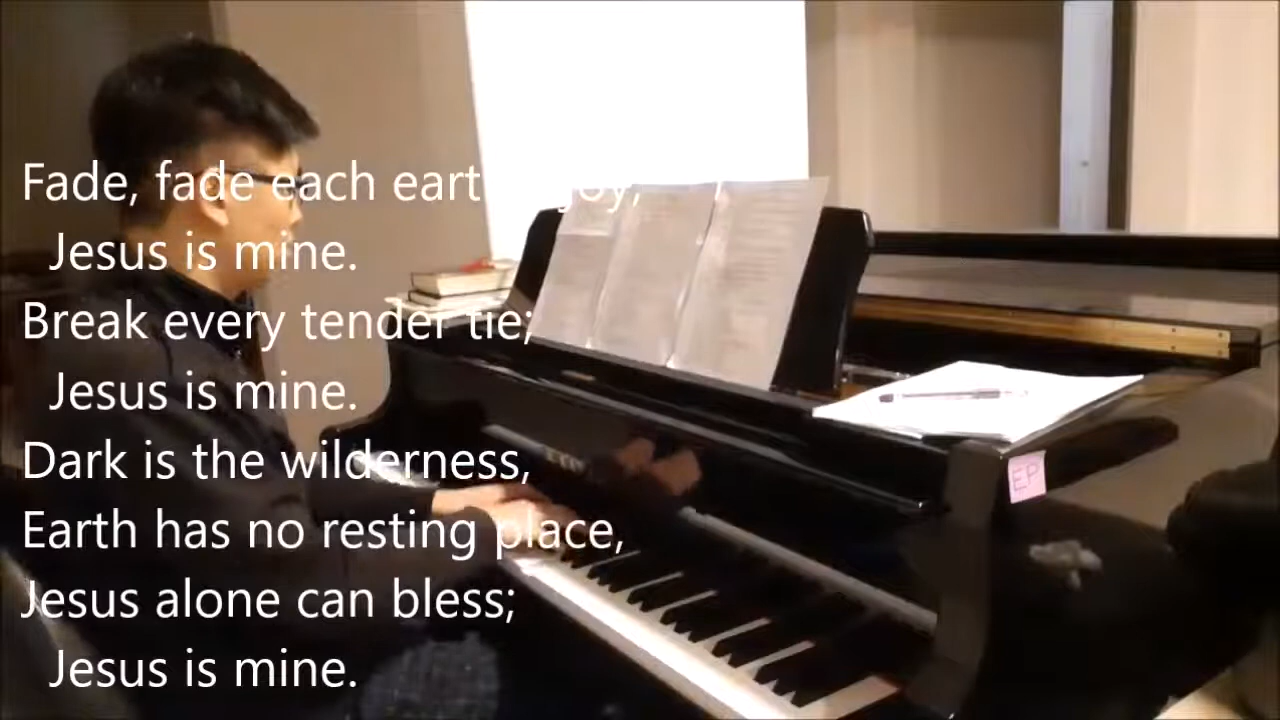 Fade, fade each earthly joy,
Jesus is mine.
Break every tender tie;
Jesus is mine.
Dark is the wilderness,
Earth has no resting place,
Jesus alone can bless;
Jesus is mine.
EP